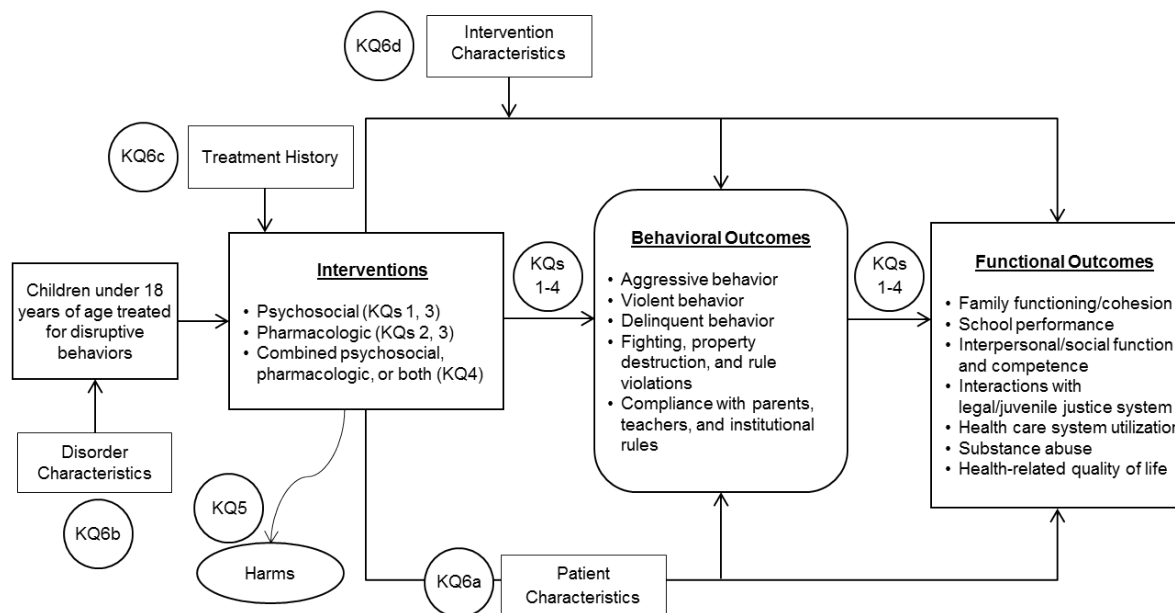 KQ6d
Intervention
Characteristics
KQ6c
Treatment History
Children under 18
years of age treated
for disruptive
behaviors
Interventions
• Psychosocial (KQs 1, 3)
• Pharmacologic (KQs 2, 3)
• Combined psychosocial,
pharmacologic, or both (KQ4)
KQs
1-4
Behavioral Outcomes
• Aggressive behavior
• Violent behavior
• Delinquent behavior
• Fighting, property
destruction, and rule
violations
• Compliance with parents,
teachers, and institutional
rules
KQs
1-4
Functional Outcomes
• Family functioning/cohesion
• School performance
• Interpersonal/social function
and competence
• Interactions with
legal/juvenile justice system
• Health care system utilization
• Substance abuse
• Health-related quality of life
Disorder
Characteristics
KQ6b
KQ5
Harms
KQ6a
Patient
Characteristics